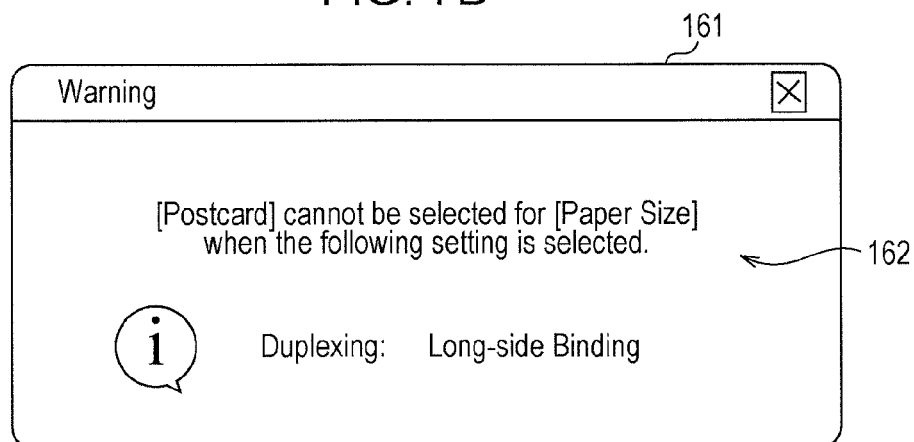 161
Warning
[Postcard] cannot be selected for [Paper Size]
when the following setting is selected.
162
i
Duplexing: Long-side Binding